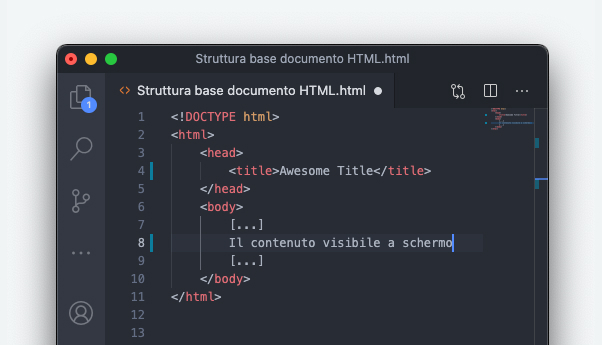 Struttura base documento HTML.html
<> Struttura base documento HTML.html
1
1 <!DOCTYPE html>
2 <html>
3 <head>
4 <title>Awesome Title</title>
5 </head>
6 <body>
7 [...]
8 Il contenuto visibile a schermo
9 [...]
10 </body>
11 </html>
12
13